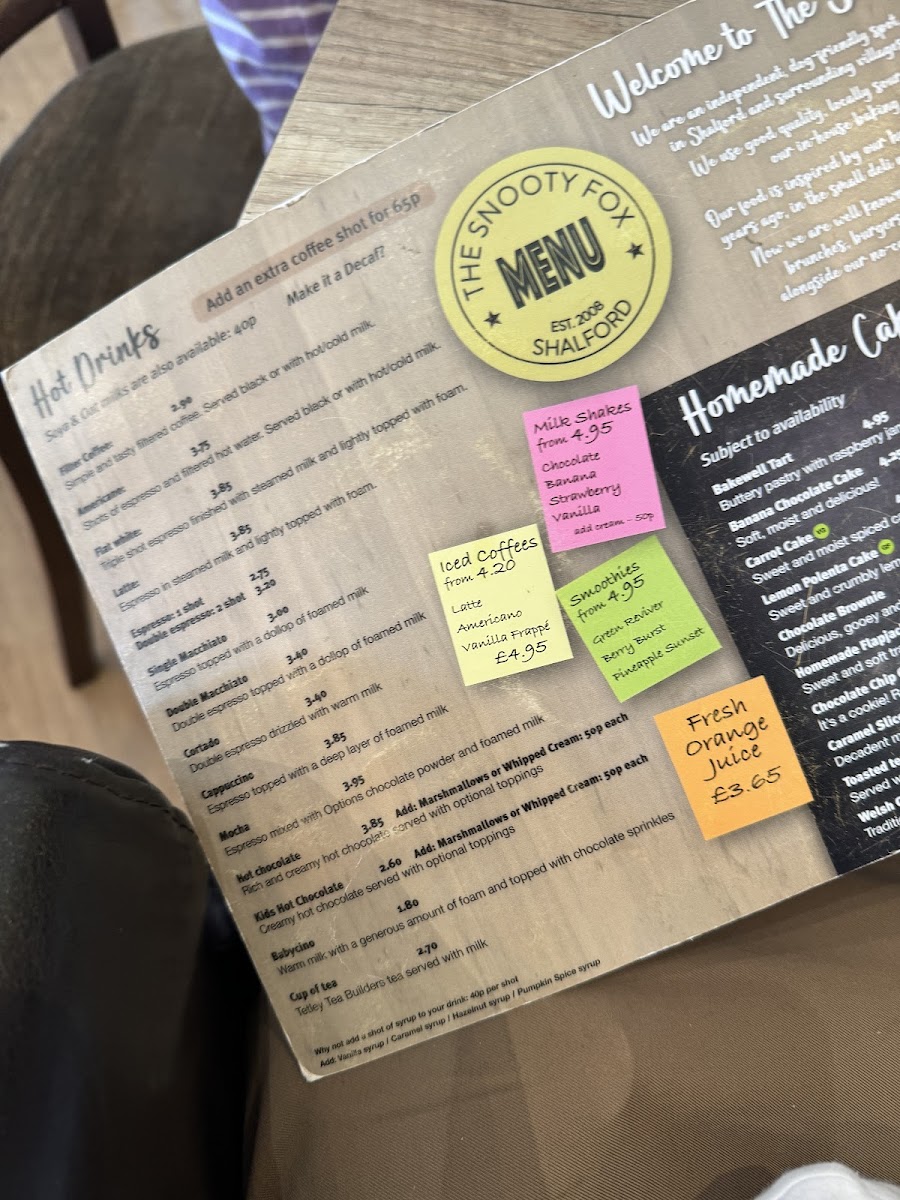 Hot Drinks
Add an extra coffee shot for 65p
Soya & Oat milks are also available: 40p Make it a Decaf?
Filter Coffee: 2.90
Simple and tasty filtered coffee. Served black or with hot/cold milk.
Americano: 3.75
Shots of espresso and filtered hot water. Served black or with hot/cold milk.
Flat white: 3.85
Triple shot espresso finished with steamed milk and lightly topped with foam.
Latte: 3.85
Espresso in steamed milk and lightly topped with foam.
Espresso: 1 shot 2.75
Double espresso: 2 shot 3.20
Single Macchiato 3.00
Espresso topped with a dollop of foamed milk
Double Macchiato 3.40
Double espresso topped with a dollop of foamed milk
Cortado 3.40
Double espresso drizzled with warm milk
Cappuccino 3.85
Espresso topped with a deep layer of foamed milk
Mocha 3.95
Espresso mixed with Options chocolate powder and foamed milk
Hot chocolate 3.85 Add: Marshmallows or Whipped Cream: 50p each
Rich and creamy hot chocolate served with optional toppings
Kids Hot Chocolate 2.60 Add: Marshmallows or Whipped Cream: 50p each
Creamy hot chocolate served with optional toppings
Babycino 1.80
Warm milk with a generous amount of foam and topped with chocolate sprinkles
Cup of tea 2.70
Tetley Tea Builders tea served with milk
Why not add a shot of syrup to your drink: 40p per shot
Add: Vanilla syrup / Caramel syrup / Hazelnut syrup / Pumpkin Spice syrup
THE SNOOTY FOX
MENU
EST. 2008
SHALFORD
Milk Shakes
from 4.95
Chocolate
Banana
Strawberry
Vanilla
add cream - 50p
Iced Coffees
from 4.20
Latte
Americano
Vanilla Frappé
£4.95
Smoothies
from 4.95
Green Reviver
Berry Burst
Pineapple Sunset
Fresh
Orange
Juice
£3.65
Welcome to The
We are an independent, dog-friendly spot
in Shalford and surrounding villages
We use good quality, locally
our in-house baking
Our food is inspired by our
years ago, in the small deli
Now we are well known
brunches, burgers
alongside our
Homemade
Subject to availability
Bakewell Tart 4.95
Buttery pastry with raspberry
Banana Chocolate Cake
Soft, moist and delicious!
Carrot Cake
Sweet and moist spiced
Lemon Polenta Cake
Sweet and crumbly
Chocolate Brownie
Delicious, gooey
Homemade
Sweet and soft
Chocolate Chip
It's a cookie!
Caramel
Decadent
Toasted
Served
Welsh